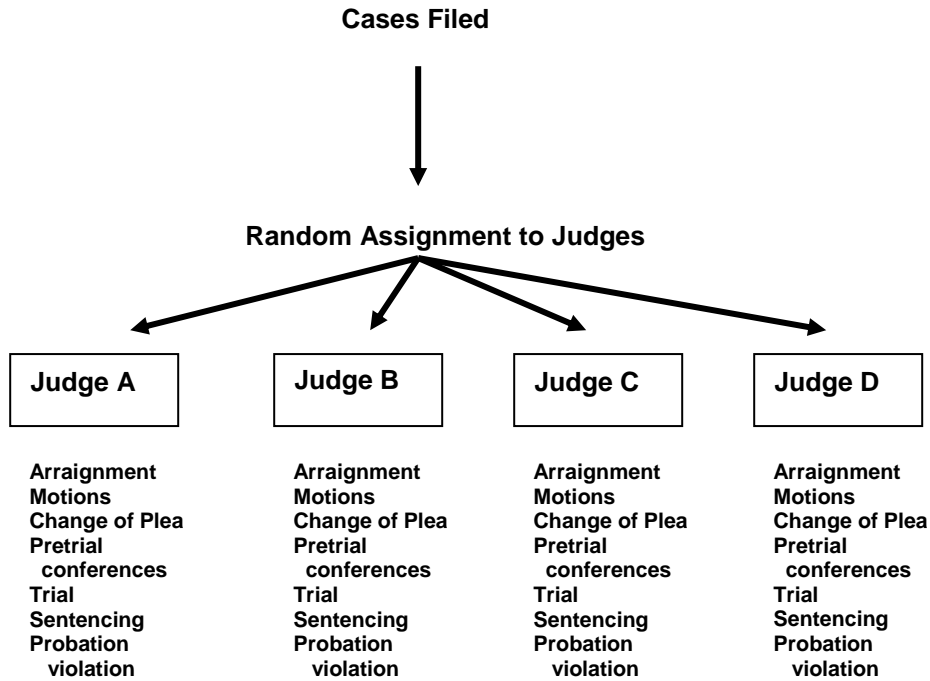 Cases Filed
Random Assignment to Judges
Judge A
Judge B
Judge C
Judge D
Arraignment
Motions
Change of Plea
Pretrial
conferences
Trial
Sentencing
Probation
violation
Arraignment
Motions
Change of Plea
Pretrial
conferences
Trial
Sentencing
Probation
violation
Arraignment
Motions
Change of Plea
Pretrial
conferences
Trial
Sentencing
Probation
violation
Arraignment
Motions
Change of Plea
Pretrial
conferences
Trial
Sentencing
Probation
violation